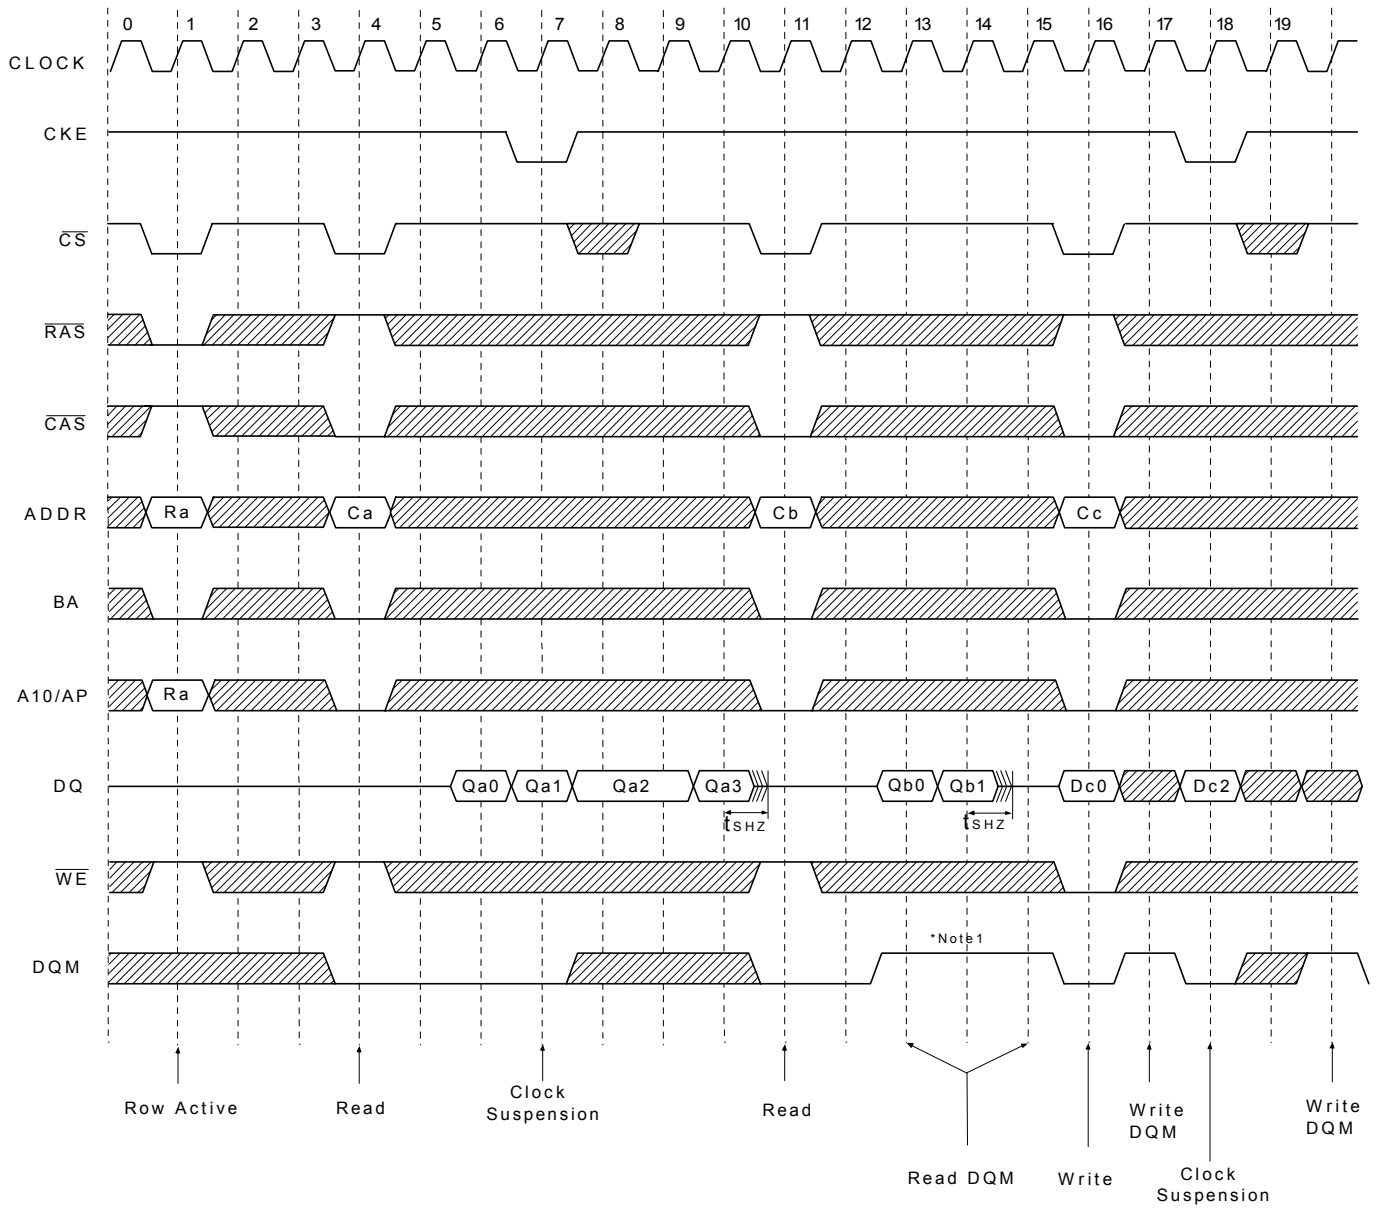 0 1 2 3 4 5 6 7 8 9 10 11 12 13 14 15 16 17 18 19
CLOCK
CKE
CS
RAS
CAS
ADDR Ra Ca Cb Cc
BA
A10/AP Ra
DQ Qa0 Qa1 Qa2 Qa3 Qb0 Qb1 Dc0 Dc2
tSHZ tSHZ
WE
*Note1
DQM
Row Active
Read
Clock
Suspension
Read
Read DQM
Write
Write
DQM
Clock
Suspension
Write
DQM